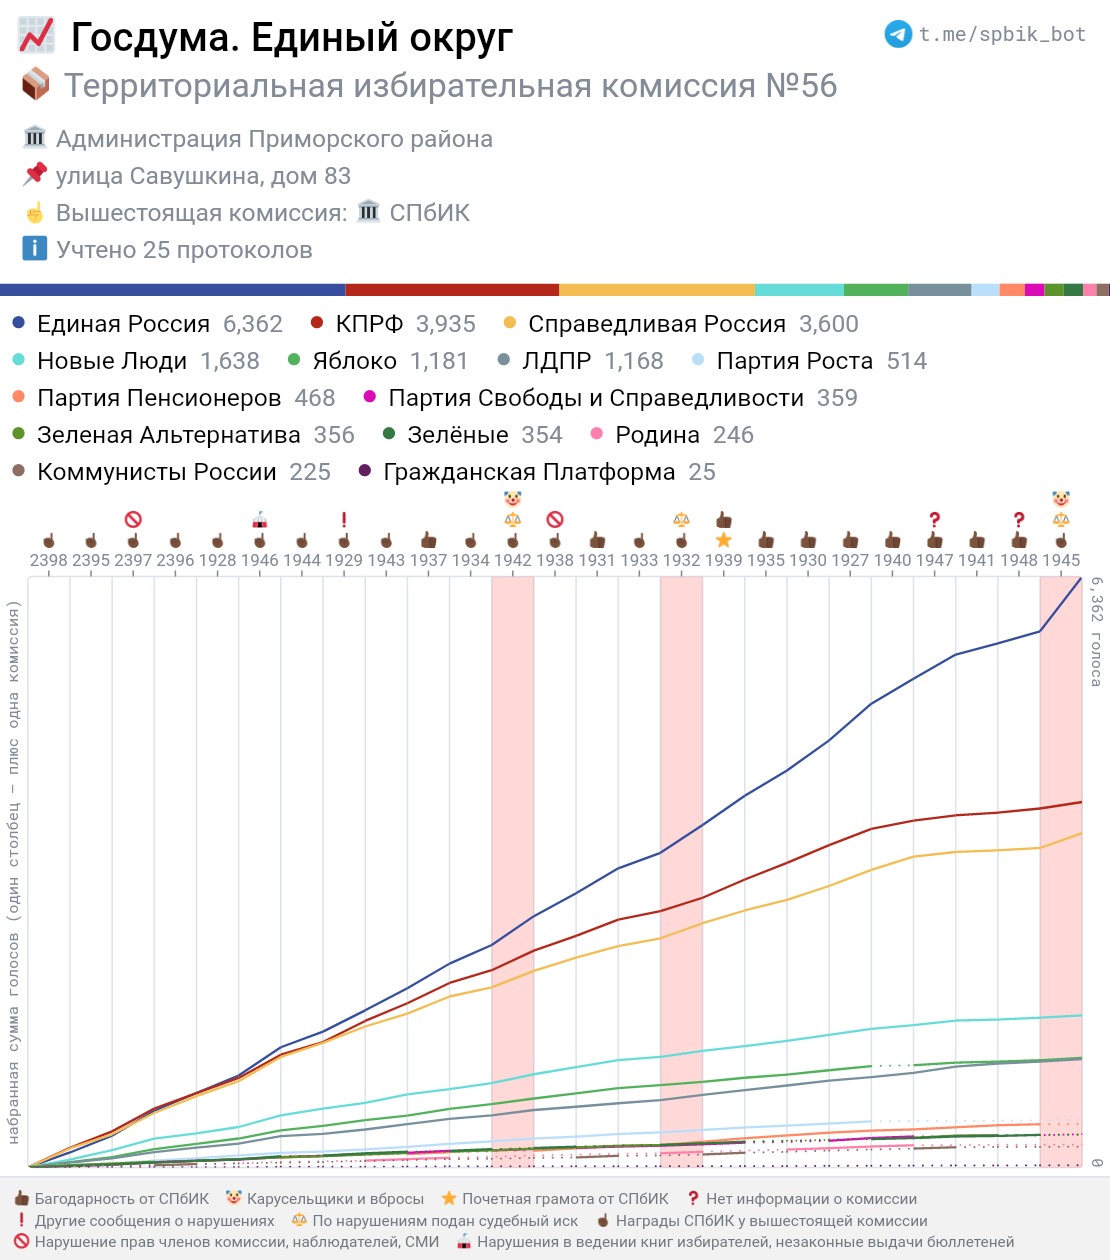 Госдума. Единый округ
t.me/spbik_bot
Территориальная избирательная комиссия №56
Администрация Приморского района
улица Савушкина, дом 83
Вышестоящая комиссия: СПбИК
Учтено 25 протоколов
Единая Россия 6,362 КПРФ 3,935 Справедливая Россия 3,600
Новые Люди 1,638 Яблоко 1,181 ЛДПР 1,168 Партия Роста 514
Партия Пенсионеров 468 Партия Свободы и Справедливости 359
Зеленая Альтернатива 356 Зелёные 354 Родина 246
Коммунисты России 225 Гражданская Платформа 25
2398 2395 2397 2396 1928 1946 1944 1929 1943 1937 1934 1942 1938 1931 1933 1932 1939 1935 1930 1927 1940 1947 1941 1948 1945
набранная сумма голосов (один столбец — плюс одна комиссия)
6,362 голоса
0
Багодарность от СПбИК Карусельщики и вбросы Почетная грамота от СПбИК Нет информации о комиссии
Другие сообщения о нарушениях По нарушениям подан судебный иск Награды СПбИК у вышестоящей комиссии
Нарушение прав членов комиссии, наблюдателей, СМИ Нарушения в ведении книг избирателей, незаконные выдачи бюллетеней